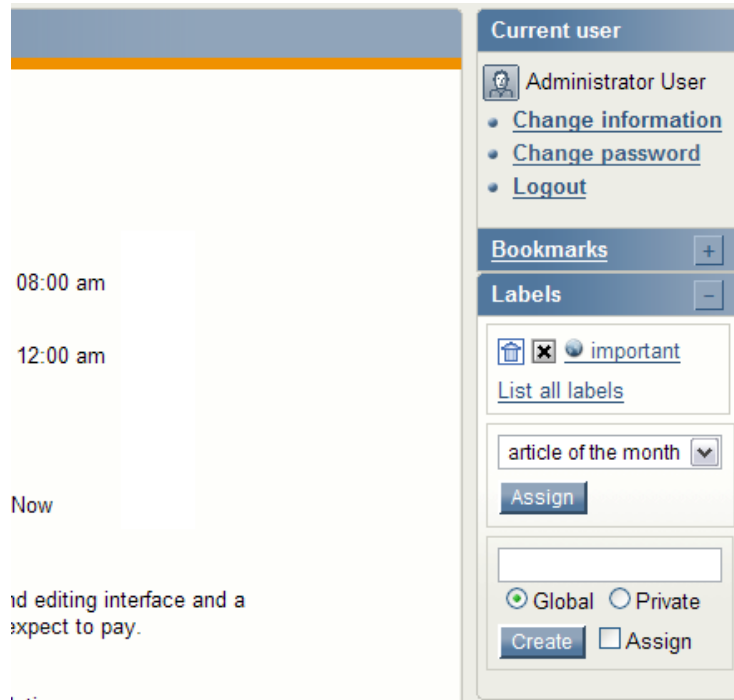 08:00 am
12:00 am
Now
nd editing interface and a
expect to pay.
Current user
Administrator User
Change information
Change password
Logout
Bookmarks +
Labels -
important
List all labels
article of the month
Assign
Global Private
Create Assign